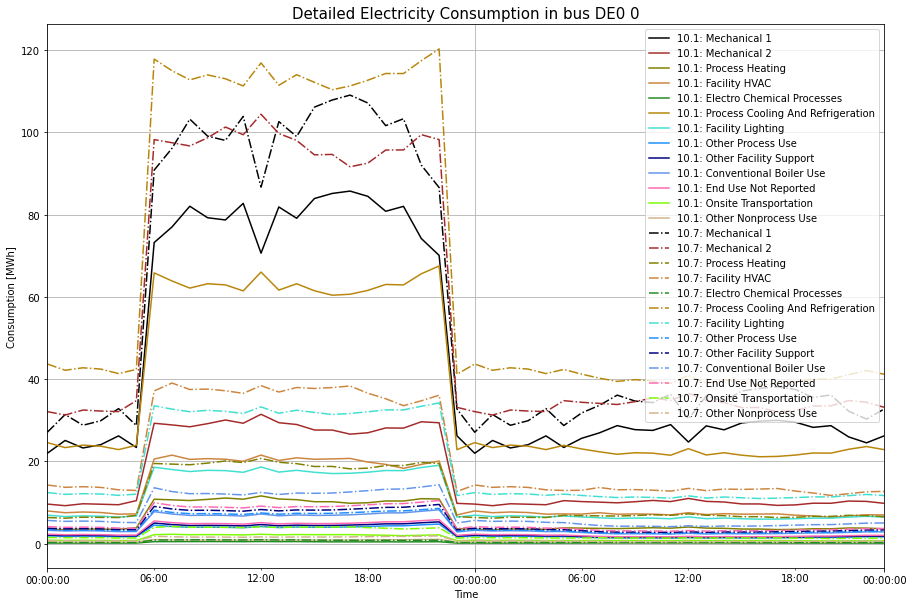 Detailed Electricity Consumption in bus DE0 0
120
100
80
60
40
20
0
Consumption [MWh]
10.1: Mechanical 1
10.1: Mechanical 2
10.1: Process Heating
10.1: Facility HVAC
10.1: Electro Chemical Processes
10.1: Process Cooling And Refrigeration
10.1: Facility Lighting
10.1: Other Process Use
10.1: Other Facility Support
10.1: Conventional Boiler Use
10.1: End Use Not Reported
10.1: Onsite Transportation
10.1: Other Nonprocess Use
10.7: Mechanical 1
10.7: Mechanical 2
10.7: Process Heating
10.7: Facility HVAC
10.7: Electro Chemical Processes
10.7: Process Cooling And Refrigeration
10.7: Facility Lighting
10.7: Other Process Use
10.7: Other Facility Support
10.7: Conventional Boiler Use
10.7: End Use Not Reported
10.7: Onsite Transportation
10.7: Other Nonprocess Use
00:00:00 06:00 12:00 18:00 00:00:00 06:00 12:00 18:00 00:00:00
Time